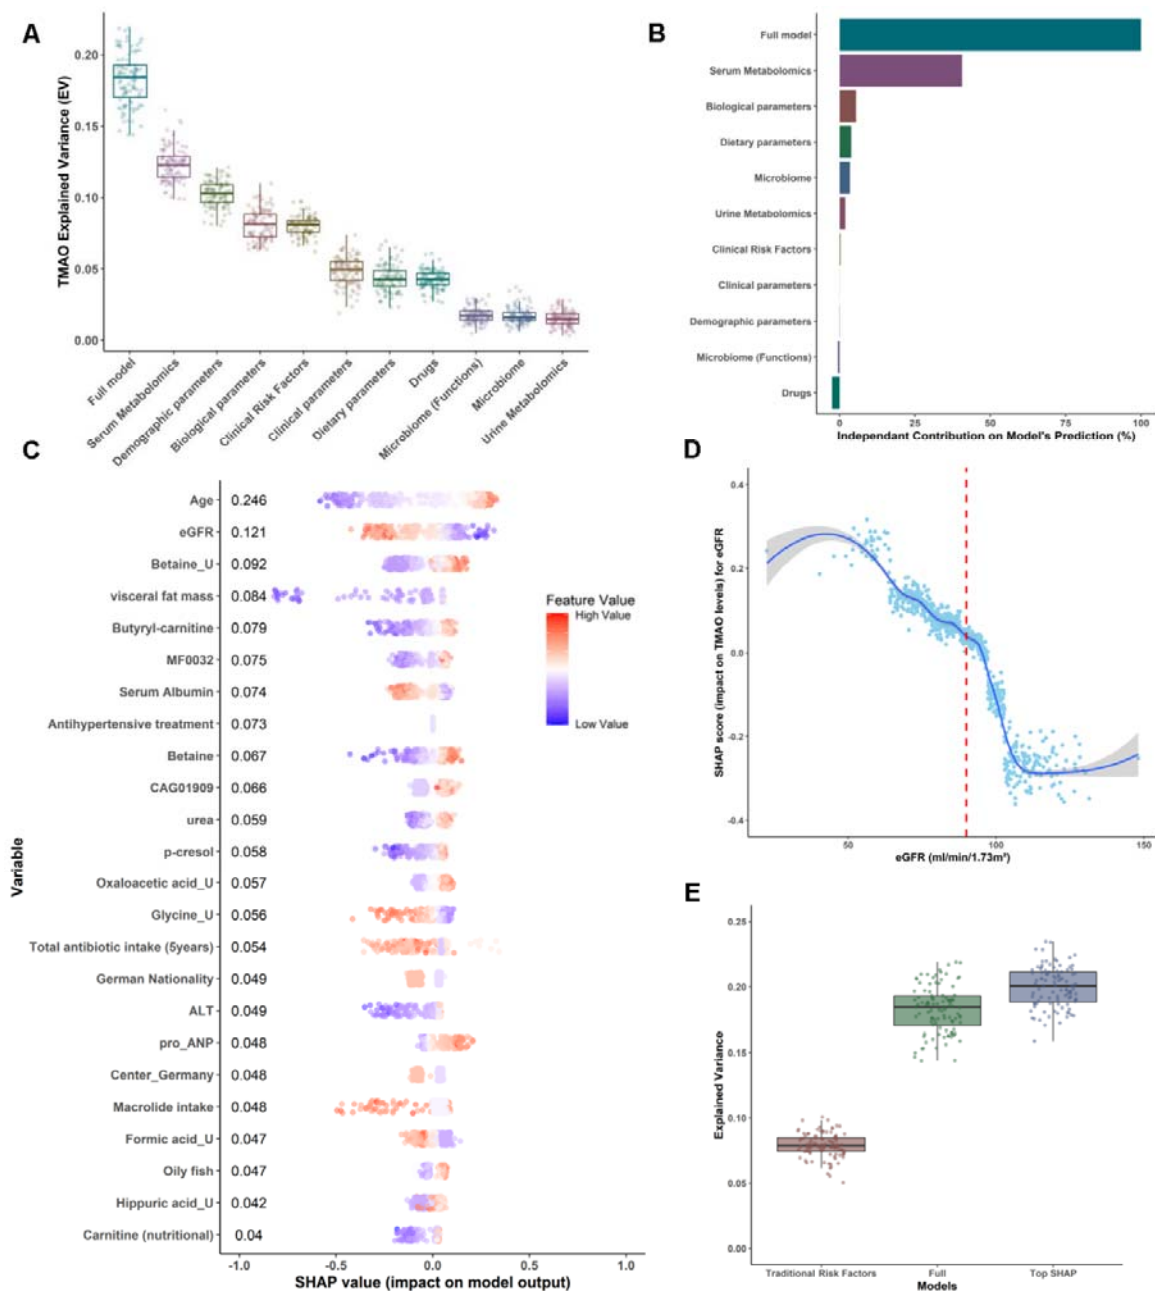 A
TMAO Explained Variance (EV)
0.20
0.15
0.10
0.05
0.00
Full model
Serum Metabolomics
Demographic parameters
Biological parameters
Clinical Risk Factors
Clinical parameters
Dietary parameters
Drugs
Microbiome (Functions)
Microbiome
Urine Metabolomics
B
Full model
Serum Metabolomics
Biological parameters
Dietary parameters
Microbiome
Urine Metabolomics
Clinical Risk Factors
Clinical parameters
Demographic parameters
Microbiome (Functions)
Drugs
0 25 50 75 100
Independant Contribution on Model's Prediction (%)
C
Variable
Age 0.246
eGFR 0.121
Betaine_U 0.092
visceral fat mass 0.084
Butyryl-carnitine 0.079
MF0032 0.075
Serum Albumin 0.074
Antihypertensive treatment 0.073
Betaine 0.067
CAG01909 0.066
urea 0.059
p-cresol 0.058
Oxaloacetic acid_U 0.057
Glycine_U 0.056
Total antibiotic intake (5years) 0.054
German Nationality 0.049
ALT 0.049
pro_ANP 0.048
Center_Germany 0.048
Macrolide intake 0.048
Formic acid_U 0.047
Oily fish 0.047
Hippuric acid_U 0.042
Carnitine (nutritional) 0.04
-1.0 -0.5 0.0 0.5 1.0
SHAP value (impact on model output)
Feature Value
High Value
Low Value
D
SHAP score (impact on TMAO levels) for eGFR
0.4
0.2
0.0
-0.2
-0.4
50 100 150
eGFR (ml/min/1.73m²)
E
Explained Variance
0.25
0.20
0.15
0.10
0.05
0.00
Traditional Risk Factors Full Top SHAP
Models